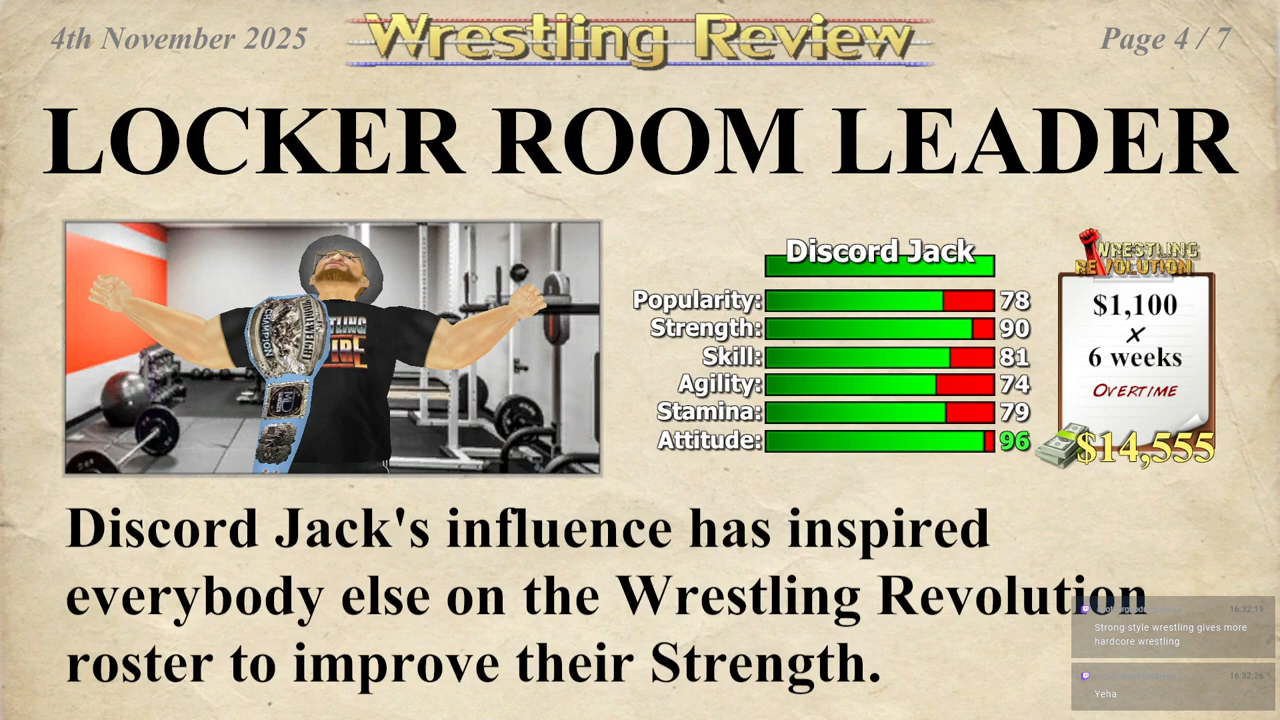 4th November 2025
Wrestling Review
Page 4 / 7
LOCKER ROOM LEADER
Discord Jack
Popularity: 78
Strength: 90
Skill: 81
Agility: 74
Stamina: 79
Attitude: 96
WRESTLING
REVOLUTION
$1,100
x
6 weeks
OVERTIME
$14,555
CHAMPION
Discord Jack's influence has inspired
everybody else on the Wrestling Revolution
roster to improve their Strength.
16:32:19
Strong style wrestling gives more
hardcore wrestling
16:32:26
Yeha